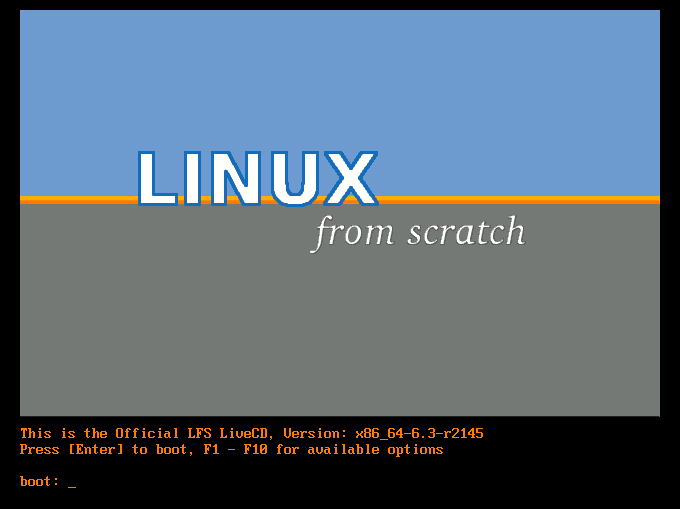 LINUX
from scratch
This is the Official LFS LiveCD, Version: x86_64-6.3-r2145
Press [Enter] to boot, F1 - F10 for available options
boot: _